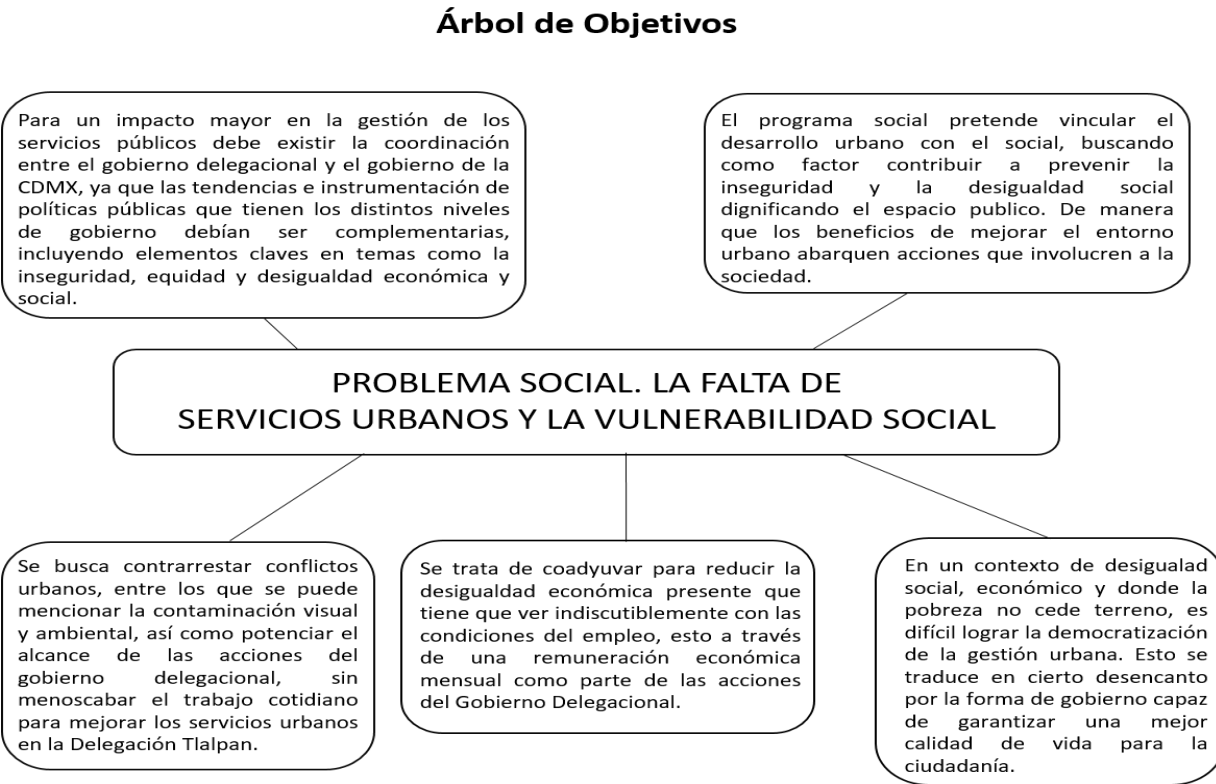 Árbol de Objetivos
Para un impacto mayor en la gestión de los
servicios públicos debe existir la coordinación
entre el gobierno delegacional y el gobierno de la
CDMX, ya que las tendencias e instrumentación de
políticas públicas que tienen los distintos niveles
de gobierno debían ser complementarias,
incluyendo elementos claves en temas como la
inseguridad, equidad y desigualdad económica y
social.
El programa social pretende vincular el
desarrollo urbano con el social, buscando
como factor contribuir a prevenir la
inseguridad y la desigualdad social
dignificando el espacio publico. De manera
que los beneficios de mejorar el entorno
urbano abarquen acciones que involucren a la
sociedad.
PROBLEMA SOCIAL. LA FALTA DE
SERVICIOS URBANOS Y LA VULNERABILIDAD SOCIAL
Se busca contrarrestar conflictos
urbanos, entre los que se puede
mencionar la contaminación visual
y ambiental, así como potenciar el
alcance de las acciones del
gobierno delegacional, sin
menoscabar el trabajo cotidiano
para mejorar los servicios urbanos
en la Delegación Tlalpan.
Se trata de coadyuvar para reducir la
desigualdad económica presente que
tiene que ver indiscutiblemente con las
condiciones del empleo, esto a través
de una remuneración económica
mensual como parte de las acciones
del Gobierno Delegacional.
En un contexto de desigualad
social, económico y donde la
pobreza no cede terreno, es
difícil lograr la democratización
de la gestión urbana. Esto se
traduce en cierto desencanto
por la forma de gobierno capaz
de garantizar una mejor
calidad de vida para la
ciudadanía.